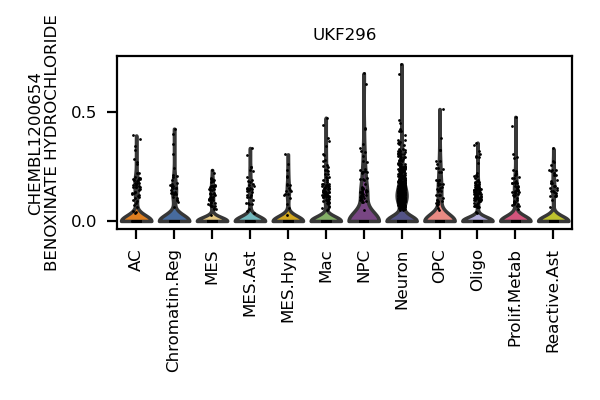 UKF296
CHEMBL1200654
BENOXINATE HYDROCHLORIDE
0.5
0.0
AC
Chromatin.Reg
MES
MES.Ast
MES.Hyp
Mac
NPC
Neuron
OPC
Oligo
Prolif.Metab
Reactive.Ast